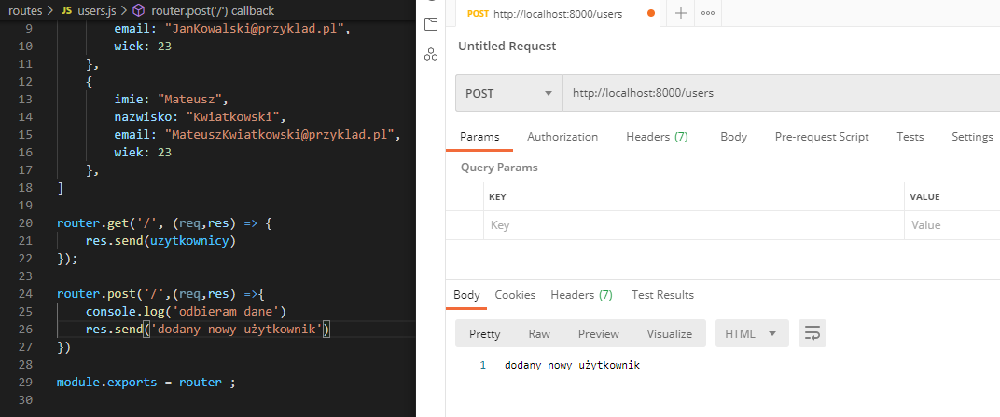 routes > JS users.js > router.post('/') callback
9 email: "JanKowalski@przyklad.pl",
10 wiek: 23
11 },
12 {
13 imie: "Mateusz",
14 nazwisko: "Kwiatkowski",
15 email: "MateuszKwiatkowski@przyklad.pl",
16 wiek: 23
17 },
18 ]
19
20 router.get('/', (req,res) => {
21 res.send(uzytkownicy)
22 });
23
24 router.post('/',(req,res) =>{
25 console.log('odbieram dane')
26 res.send('dodany nowy użytkownik')
27 })
28
29 module.exports = router ;
30
POST http://localhost:8000/users
Untitled Request
POST http://localhost:8000/users
Params Authorization Headers (7) Body Pre-request Script Tests Settings
Query Params
KEY VALUE
Key Value
Body Cookies Headers (7) Test Results
Pretty Raw Preview Visualize HTML
1 dodany nowy użytkownik